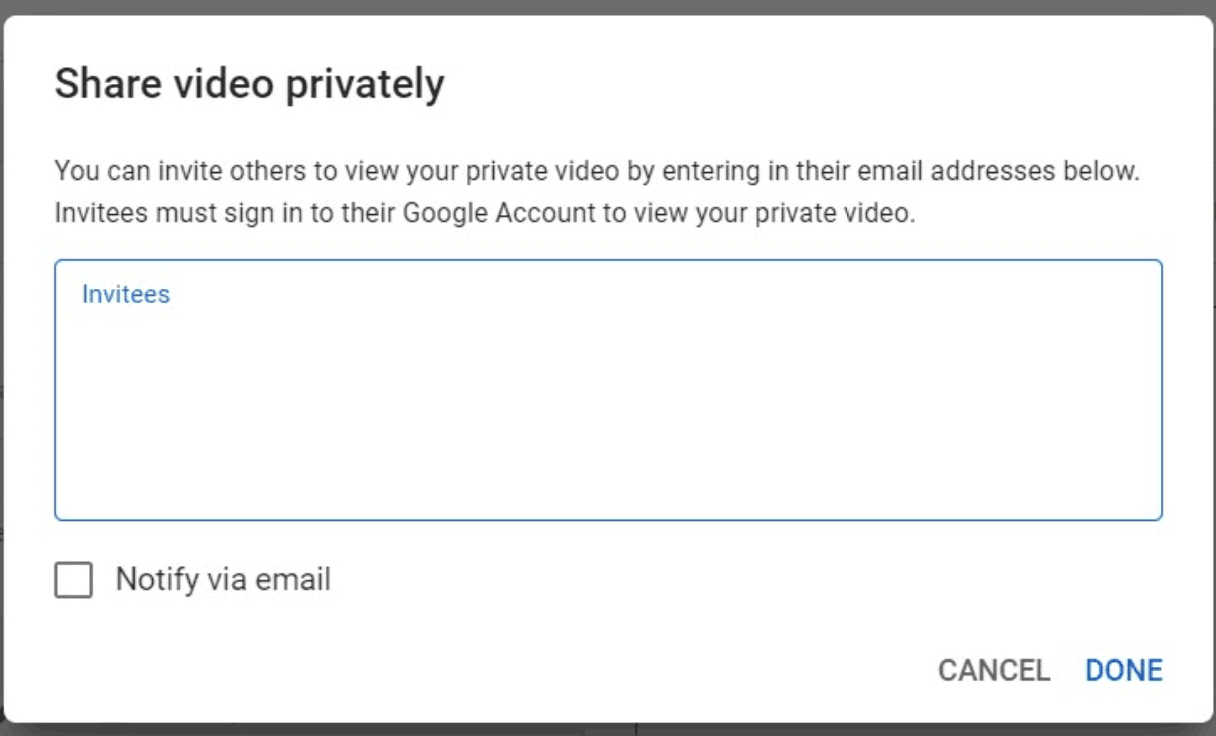 Share video privately
You can invite others to view your private video by entering in their email addresses below.
Invitees must sign in to their Google Account to view your private video.
Invitees
Notify via email
CANCEL DONE